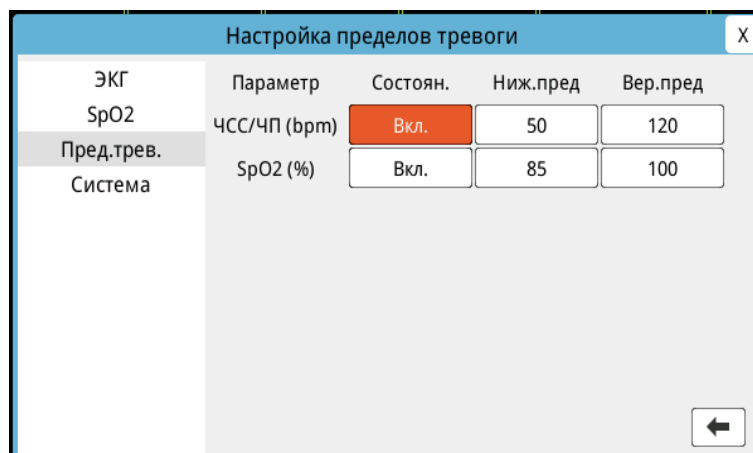 Настройка пределов тревоги X
ЭКГ
SpO2
Пред.трев.
Система
Параметр Состоян. Ниж.пред Вер.пред
ЧСС/ЧП (bpm) Вкл. 50 120
SpO2 (%) Вкл. 85 100